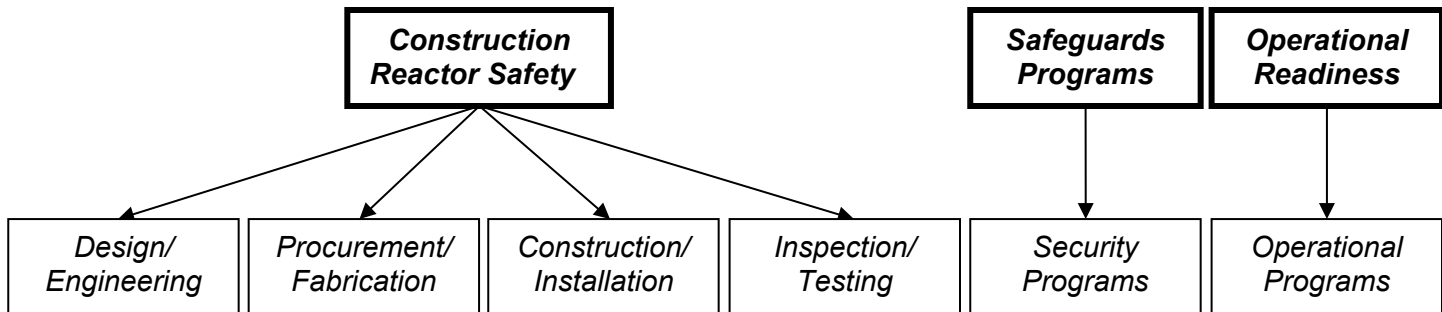 Construction
Reactor Safety
Safeguards
Programs
Operational
Readiness
Design/
Engineering
Procurement/
Fabrication
Construction/
Installation
Inspection/
Testing
Security
Programs
Operational
Programs